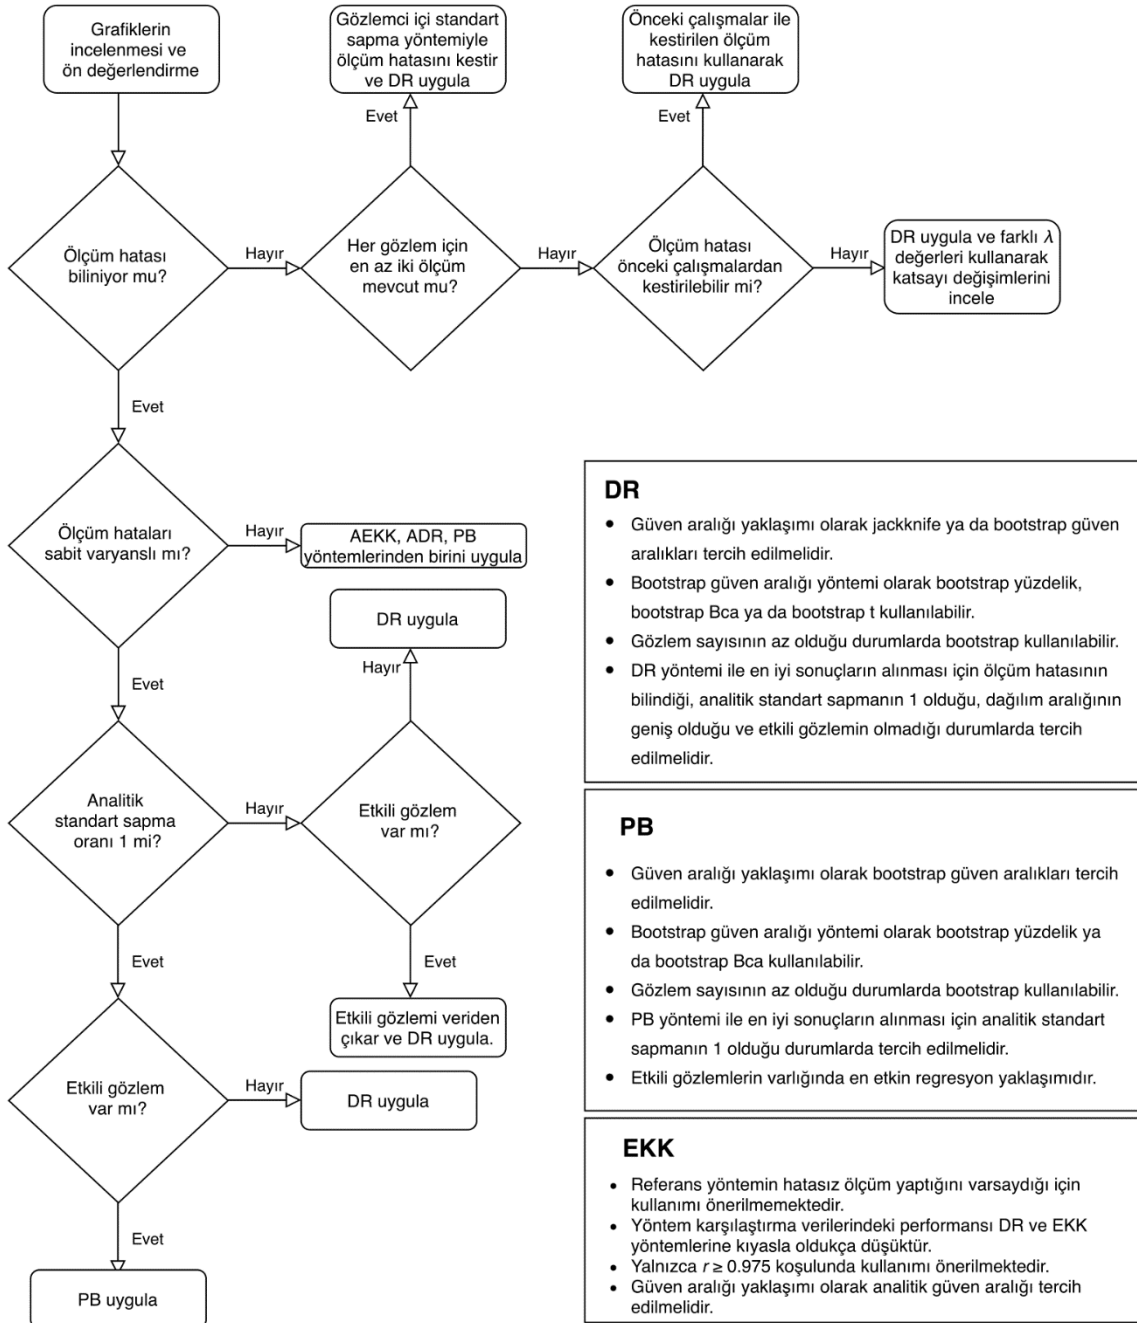 Grafiklerin
incelenmesi ve
ön değerlendirme
Gözlemci içi standart
sapma yöntemiyle
ölçüm hatasını kestir
ve DR uygula
Önceki çalışmalar ile
kestirilen ölçüm
hatasını kullanarak
DR uygula
Evet
Evet
Ölçüm hatası
biliniyor mu?
Hayır
Her gözlem için
en az iki ölçüm
mevcut mu?
Hayır
Ölçüm hatası
önceki çalışmalardan
kestirilebilir mi?
Hayır
DR uygula ve farklı λ
değerleri kullanarak
katsayı değişimlerini
incele
Evet
Ölçüm hataları
sabit varyanslı mı?
Hayır
AEKK, ADR, PB
yöntemlerinden birini uygula
DR uygula
Hayır
Evet
Analitik
standart sapma
oranı 1 mi?
Hayır
Etkili gözlem
var mı?
Evet
Evet
Etkili gözlemi veriden
çıkar ve DR uygula.
Etkili gözlem
var mı?
Hayır
DR uygula
Evet
PB uygula
DR
• Güven aralığı yaklaşımı olarak jackknife ya da bootstrap güven
aralıkları tercih edilmelidir.
• Bootstrap güven aralığı yöntemi olarak bootstrap yüzdelik,
bootstrap Bca ya da bootstrap t kullanılabilir.
• Gözlem sayısının az olduğu durumlarda bootstrap kullanılabilir.
• DR yöntemi ile en iyi sonuçların alınması için ölçüm hatasının
bilindiği, analitik standart sapmanın 1 olduğu, dağılım aralığının
geniş olduğu ve etkili gözlemin olmadığı durumlarda tercih
edilmelidir.
PB
• Güven aralığı yaklaşımı olarak bootstrap güven aralıkları tercih
edilmelidir.
• Bootstrap güven aralığı yöntemi olarak bootstrap yüzdelik ya
da bootstrap Bca kullanılabilir.
• Gözlem sayısının az olduğu durumlarda bootstrap kullanılabilir.
• PB yöntemi ile en iyi sonuçların alınması için analitik standart
sapmanın 1 olduğu durumlarda tercih edilmelidir.
• Etkili gözlemlerin varlığında en etkin regresyon yaklaşımıdır.
EKK
• Referans yöntemin hatasız ölçüm yaptığını varsaydığı için
kullanımı önerilmemektedir.
• Yöntem karşılaştırma verilerindeki performansı DR ve EKK
yöntemlerine kıyasla oldukça düşüktür.
• Yalnızca r ≥ 0.975 koşulunda kullanımı önerilmektedir.
• Güven aralığı yaklaşımı olarak analitik güven aralığı tercih
edilmelidir.